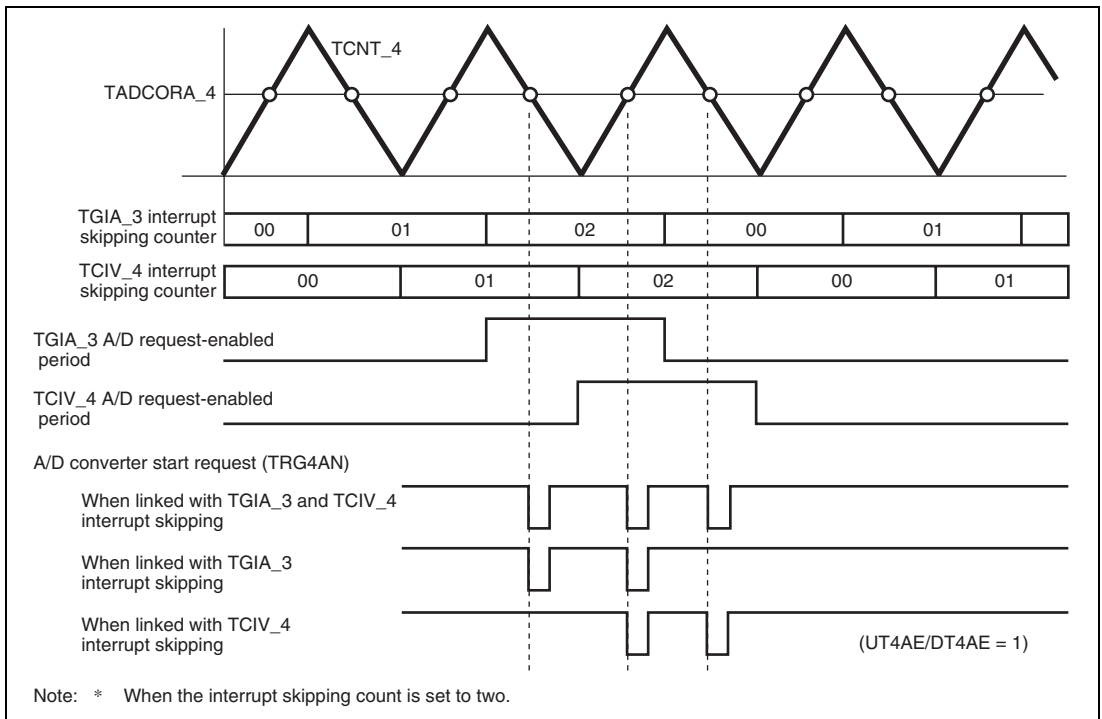 TCNT_4
TADCORA_4
TGIA_3 interrupt
skipping counter
00 01 02 00 01
TCIV_4 interrupt
skipping counter
00 01 02 00 01
TGIA_3 A/D request-enabled
period
TCIV_4 A/D request-enabled
period
A/D converter start request (TRG4AN)
When linked with TGIA_3 and TCIV_4
interrupt skipping
When linked with TGIA_3
interrupt skipping
When linked with TCIV_4
interrupt skipping
(UT4AE/DT4AE = 1)
Note: * When the interrupt skipping count is set to two.